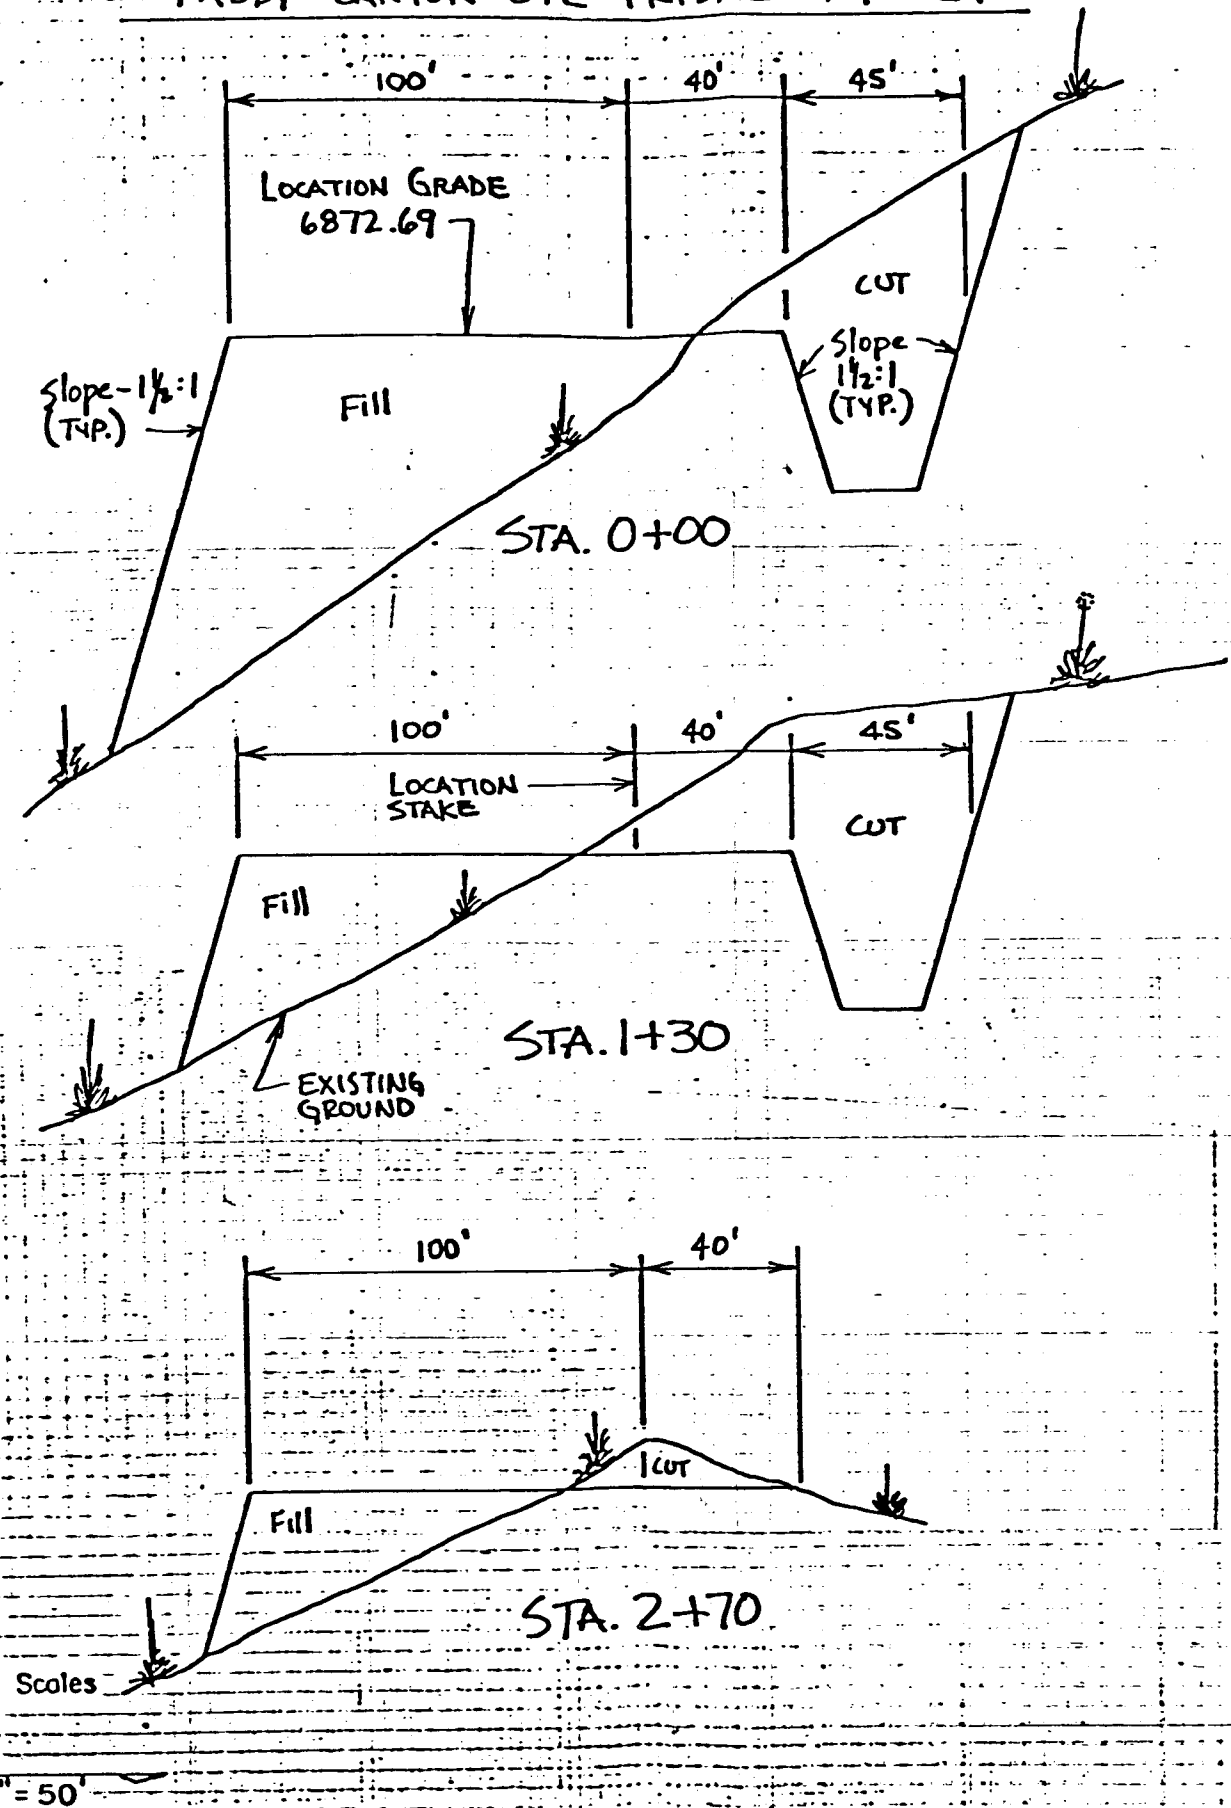 CANYON
100' 40' 45'
LOCATION GRADE
6872.69
CUT
Slope-1½:1
(TYP.)
Fill
Slope
1½:1
(TYP.)
STA. 0+00
100' 40' 45'
LOCATION
STAKE
CUT
Fill
STA. 1+30
EXISTING
GROUND
100' 40'
CUT
Fill
STA. 2+70
Scales
"= 50'